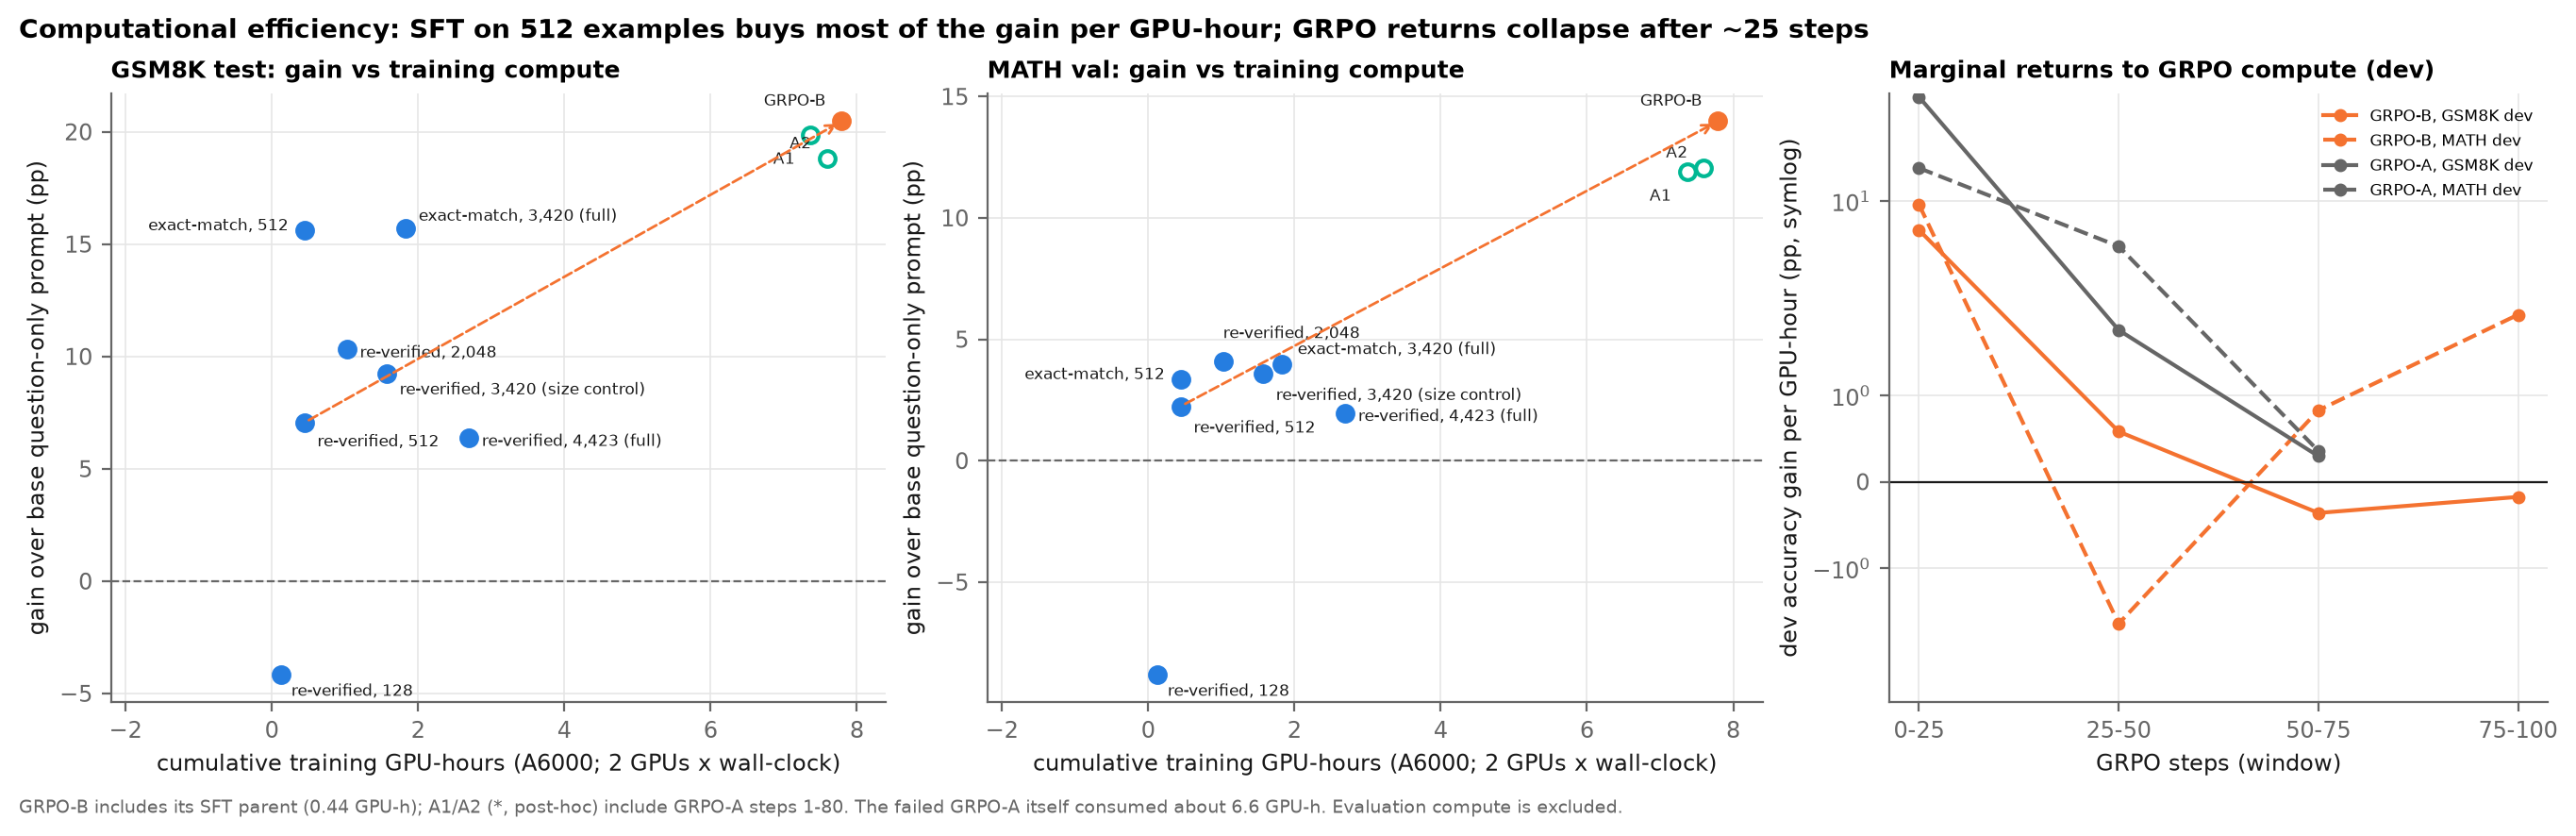 Computational efficiency: SFT on 512 examples buys most of the gain per GPU-hour; GRPO returns collapse after ~25 steps
GSM8K test: gain vs training compute
gain over base question-only prompt (pp)
20
15
10
5
0
−5
GRPO-B
A2
A1
exact-match, 512
exact-match, 3,420 (full)
re-verified, 2,048
re-verified, 3,420 (size control)
re-verified, 512
re-verified, 4,423 (full)
re-verified, 128
−2 0 2 4 6 8
cumulative training GPU-hours (A6000; 2 GPUs x wall-clock)
MATH val: gain vs training compute
gain over base question-only prompt (pp)
15
10
5
0
−5
GRPO-B
A2
A1
re-verified, 2,048
exact-match, 3,420 (full)
exact-match, 512
re-verified, 3,420 (size control)
re-verified, 4,423 (full)
re-verified, 512
re-verified, 128
−2 0 2 4 6 8
cumulative training GPU-hours (A6000; 2 GPUs x wall-clock)
Marginal returns to GRPO compute (dev)
dev accuracy gain per GPU-hour (pp, symlog)
10¹
10⁰
0
−10⁰
GRPO-B, GSM8K dev
GRPO-B, MATH dev
GRPO-A, GSM8K dev
GRPO-A, MATH dev
0-25 25-50 50-75 75-100
GRPO steps (window)
GRPO-B includes its SFT parent (0.44 GPU-h); A1/A2 (*, post-hoc) include GRPO-A steps 1-80. The failed GRPO-A itself consumed about 6.6 GPU-h. Evaluation compute is excluded.